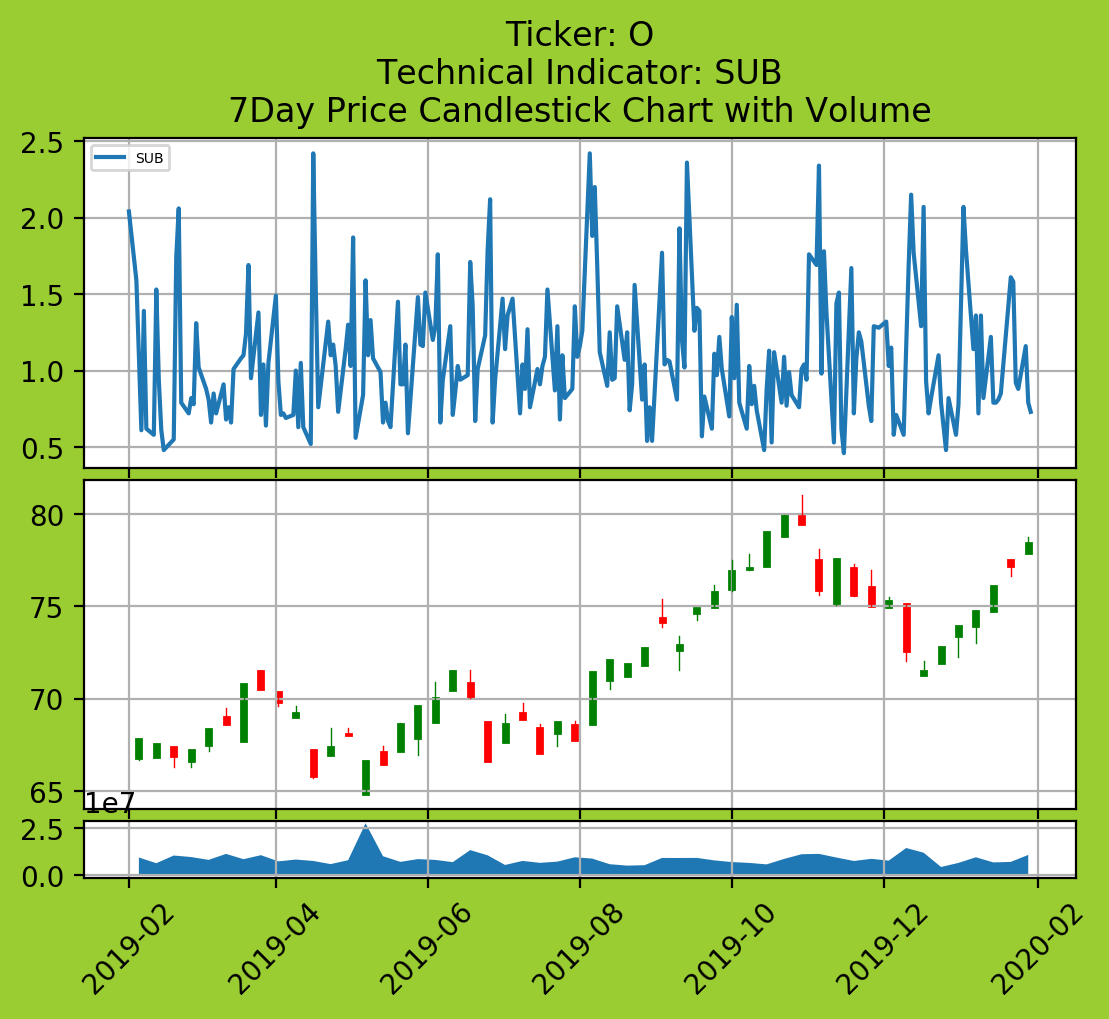 Ticker: O
Technical Indicator: SUB
7Day Price Candlestick Chart with Volume
2.5
SUB
2.0
1.5
1.0
0.5
80
75
70
65
1e7
2.5
0.0
2019-02 2019-04 2019-06 2019-08 2019-10 2019-12 2020-02